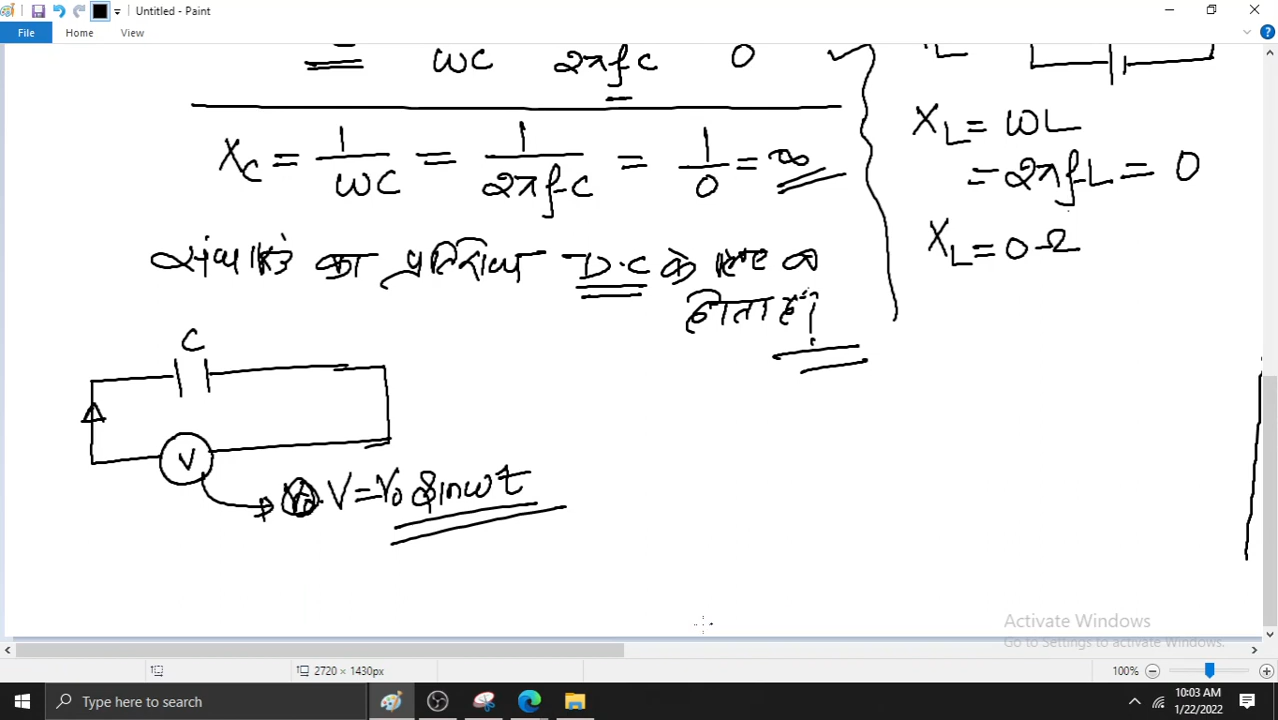 Untitled - Paint
File Home View
ωC 2πfC 0
X_C = 1/ωC = 1/2πfC = 1/0 = ∞
का D.C के
होता है।
C
V
V = V₀ Sinωt
L
X_L = ωL
= 2πfL = 0
X_L = 0 Ω
Activate Windows
Go to Settings to activate Windows.
2720 × 1430px
100%
Type here to search
10:03 AM
1/22/2022